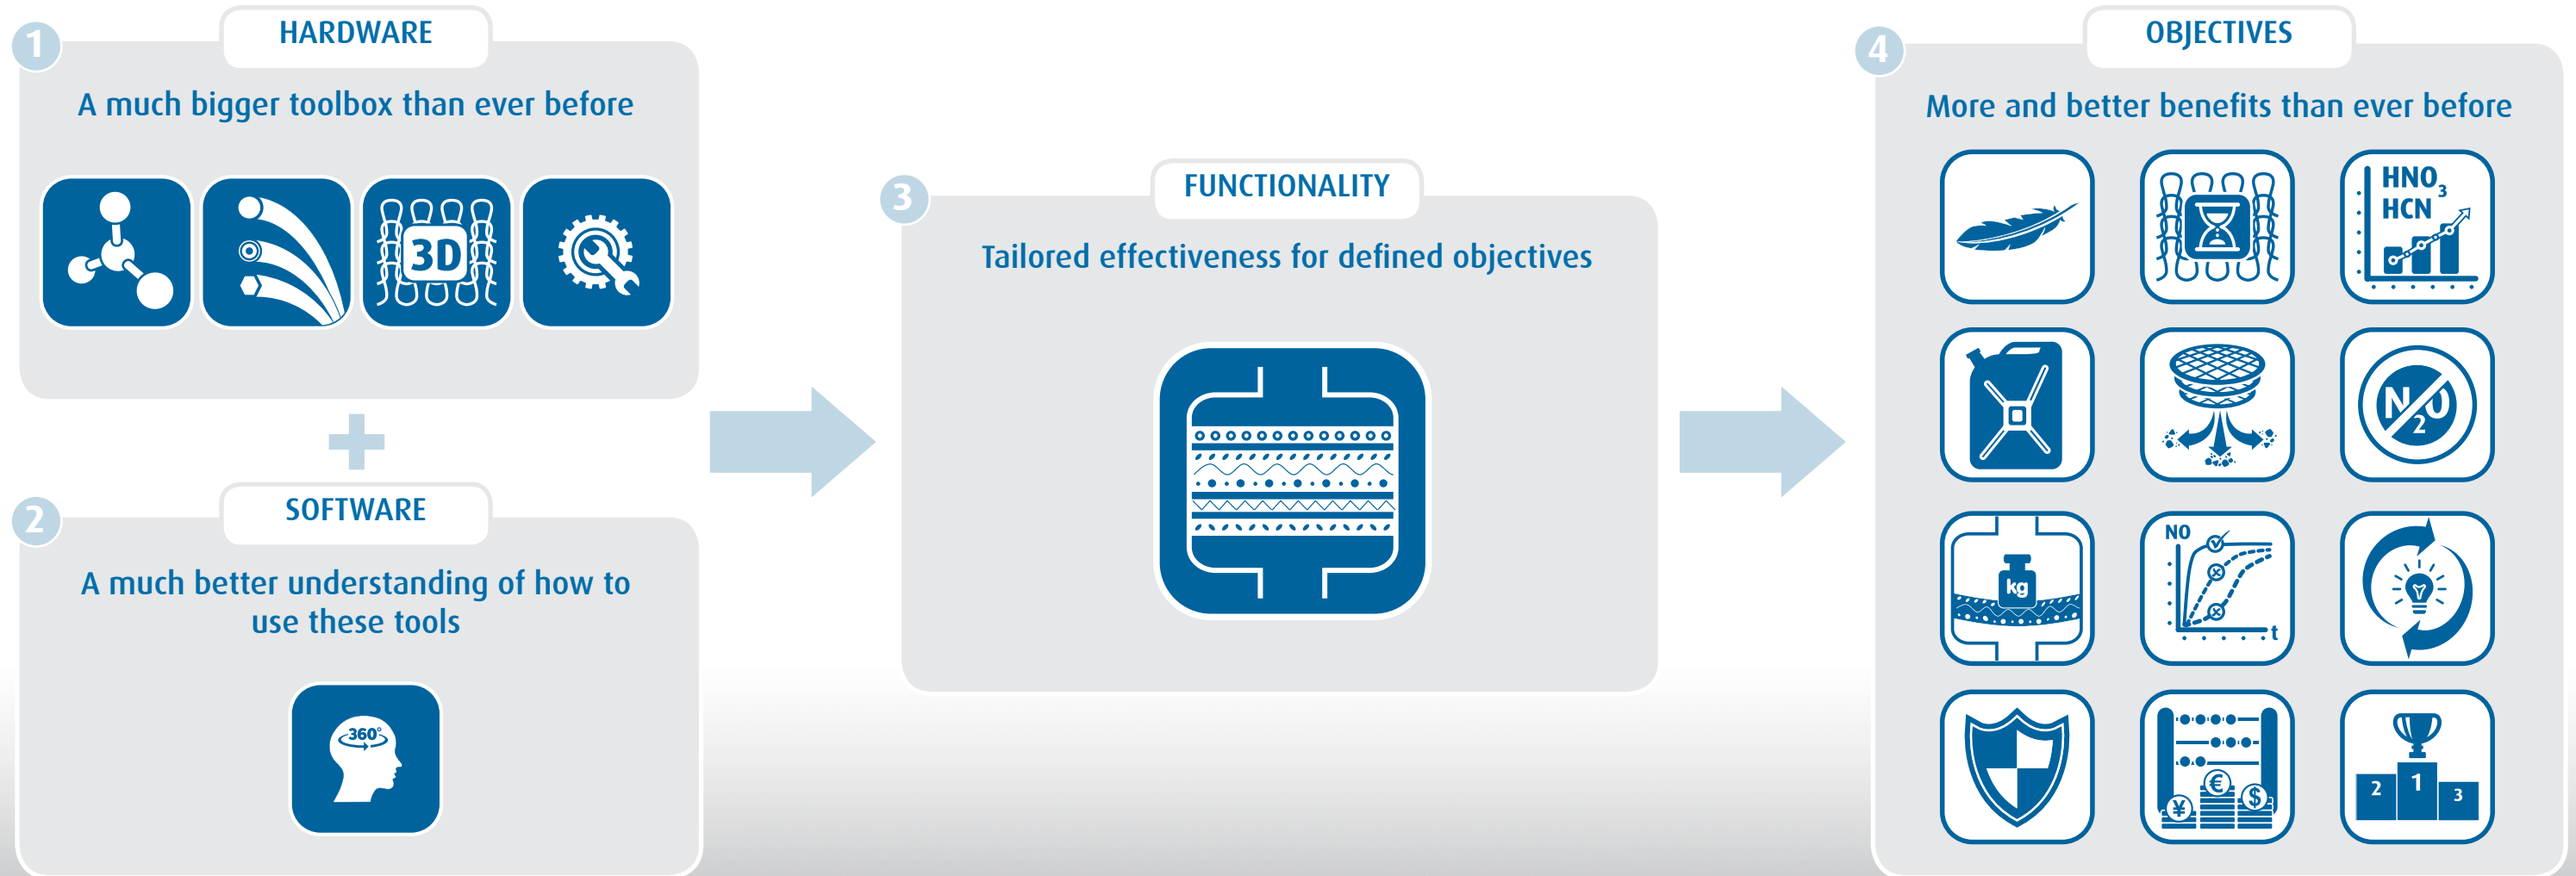 1
HARDWARE
A much bigger toolbox than ever before
3D
2
SOFTWARE
A much better understanding of how to
use these tools
360°
3
FUNCTIONALITY
Tailored effectiveness for defined objectives
4
OBJECTIVES
More and better benefits than ever before
HNO3
HCN
N2O
kg
NO
t
¥ € $
2 1 3